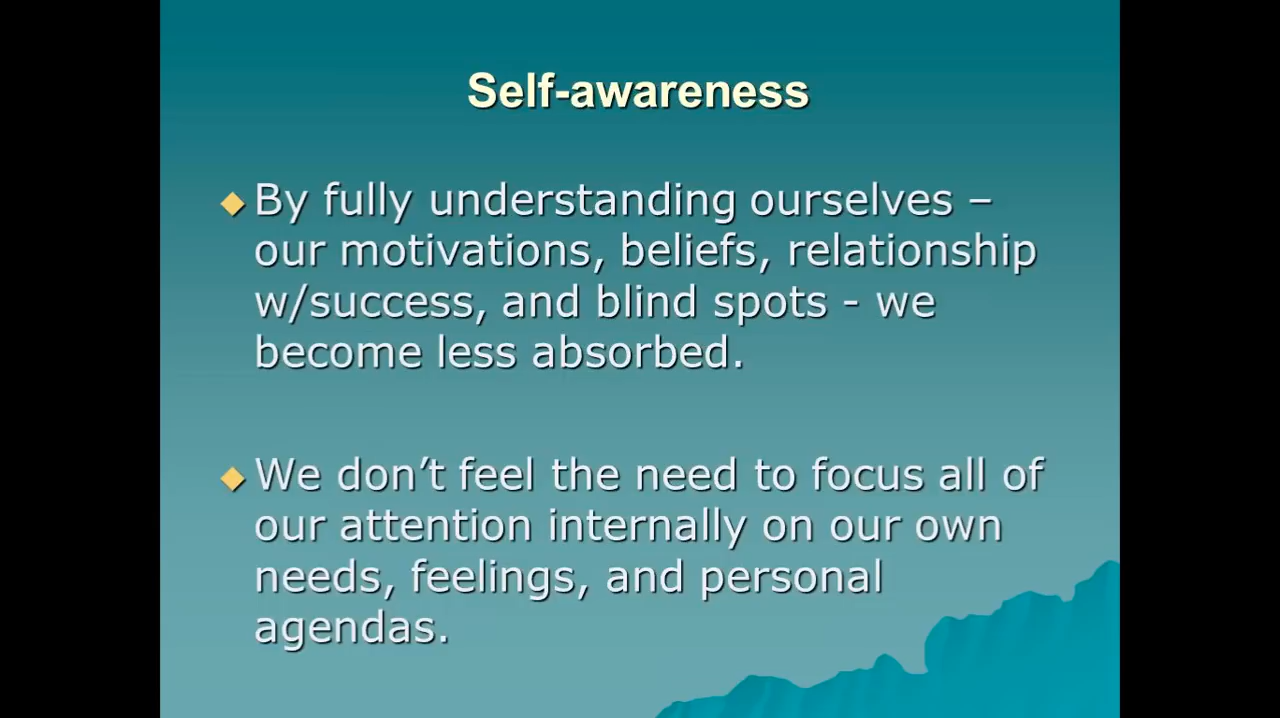 Self-awareness
By fully understanding ourselves –
our motivations, beliefs, relationship
w/success, and blind spots - we
become less absorbed.
We don’t feel the need to focus all of
our attention internally on our own
needs, feelings, and personal
agendas.